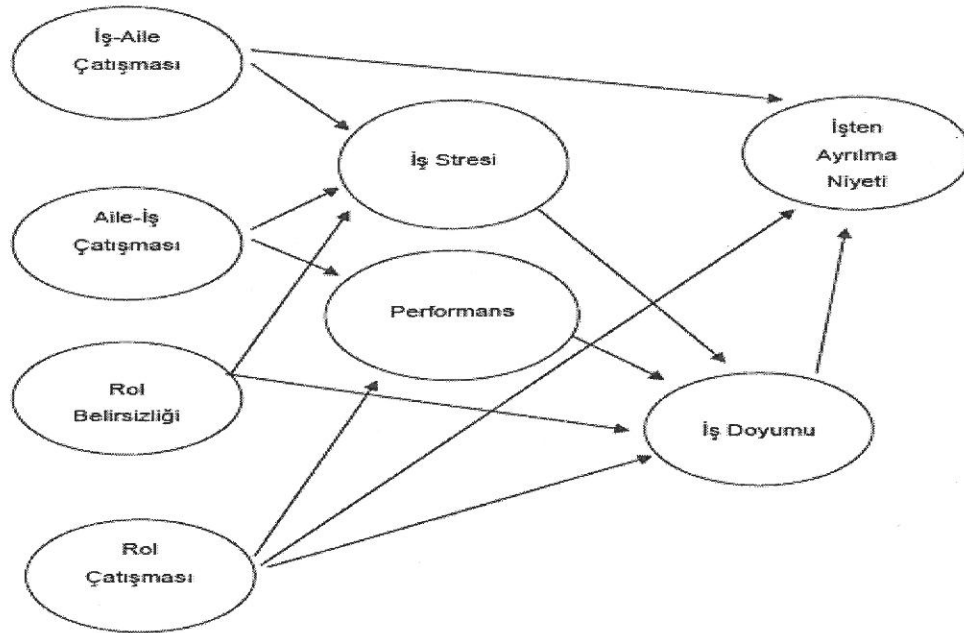 İş-Aile
Çatışması
İş Stresi
İşten
Ayrılma
Niyeti
Aile-İş
Çatışması
Performans
Rol
Belirsizliği
İş Doyumu
Rol
Çatışması